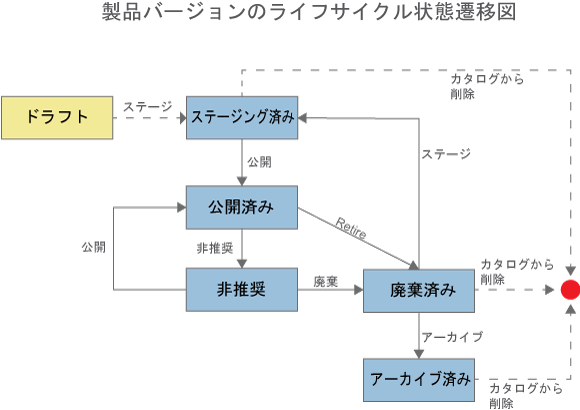 製品バージョンのライフサイクル状態遷移図
カタログから
削除
ドラフト
ステージ
ステージング済み
公開
ステージ
公開済み
Retire
公開
非推奨
非推奨
廃棄
廃棄済み
カタログから
削除
アーカイブ
アーカイブ済み
カタログから
削除